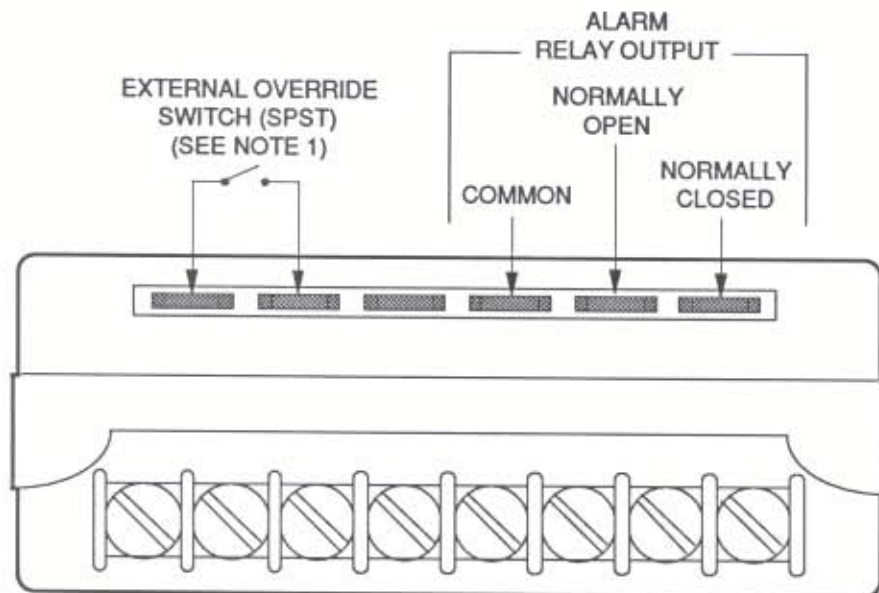 ALARM
RELAY OUTPUT
EXTERNAL OVERRIDE
SWITCH (SPST)
(SEE NOTE 1)
NORMALLY
OPEN
COMMON
NORMALLY
CLOSED